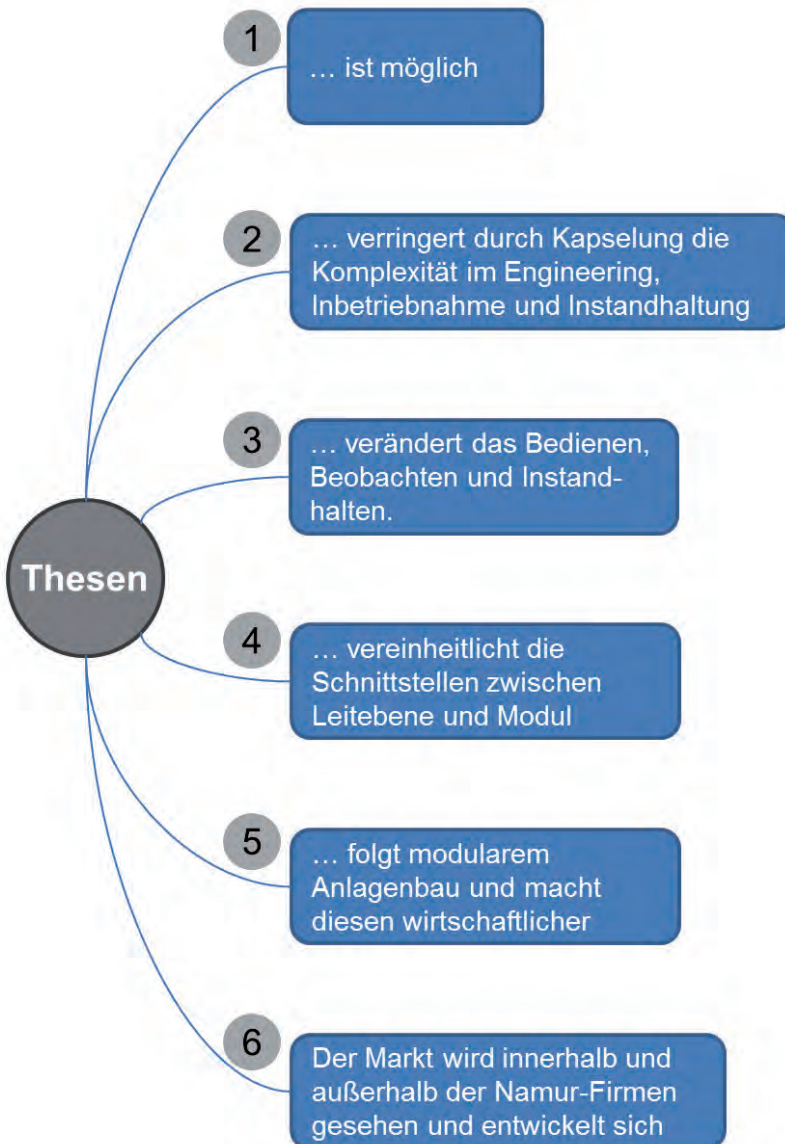 1
… ist möglich
2
… verringert durch Kapselung die
Komplexität im Engineering,
Inbetriebnahme und Instandhaltung
3
… verändert das Bedienen,
Beobachten und Instand-
halten.
Thesen
4
… vereinheitlicht die
Schnittstellen zwischen
Leitebene und Modul
5
… folgt modularem
Anlagenbau und macht
diesen wirtschaftlicher
6
Der Markt wird innerhalb und
außerhalb der Namur-Firmen
gesehen und entwickelt sich